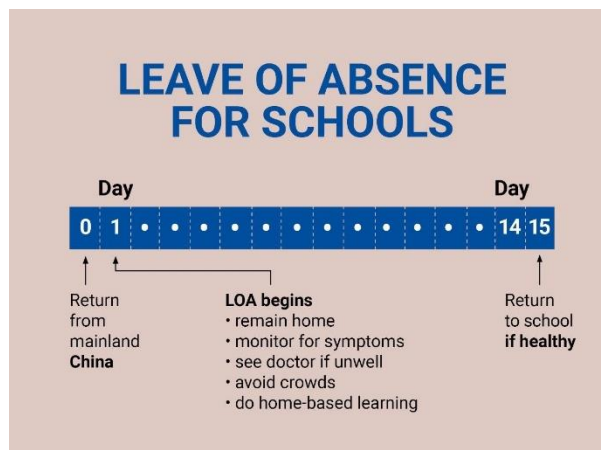 LEAVE OF ABSENCE
FOR SCHOOLS
Day
Day
0 1 • • • • • • • • • • • • 14 15
Return
from
mainland
China
LOA begins
• remain home
• monitor for symptoms
• see doctor if unwell
• avoid crowds
• do home-based learning
Return
to school
if healthy